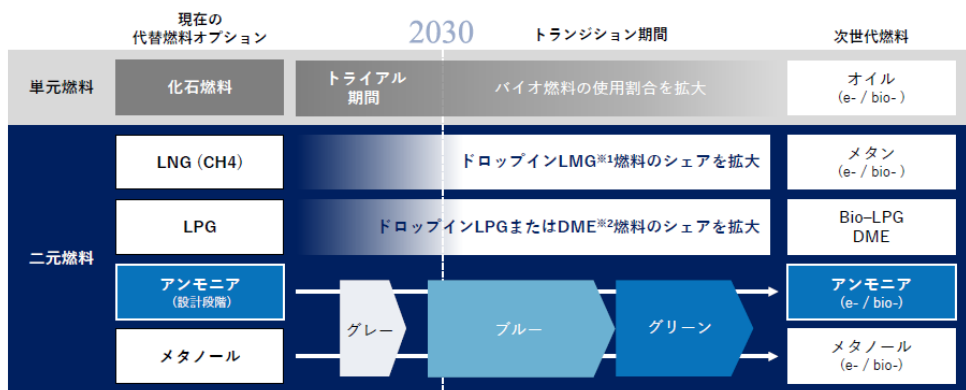 現在の
代替燃料オプション
2030
トランジション期間
次世代燃料
単元燃料
化石燃料
トライアル
期間
バイオ燃料の使用割合を拡大
オイル
(e- / bio- )
二元燃料
LNG (CH4)
ドロップインLMG※1燃料のシェアを拡大
メタン
(e- / bio- )
LPG
ドロップインLPGまたはDME※2燃料のシェアを拡大
Bio–LPG
DME
アンモニア
(設計段階)
グレー
ブルー
グリーン
アンモニア
(e- / bio-)
メタノール
メタノール
(e- / bio-)